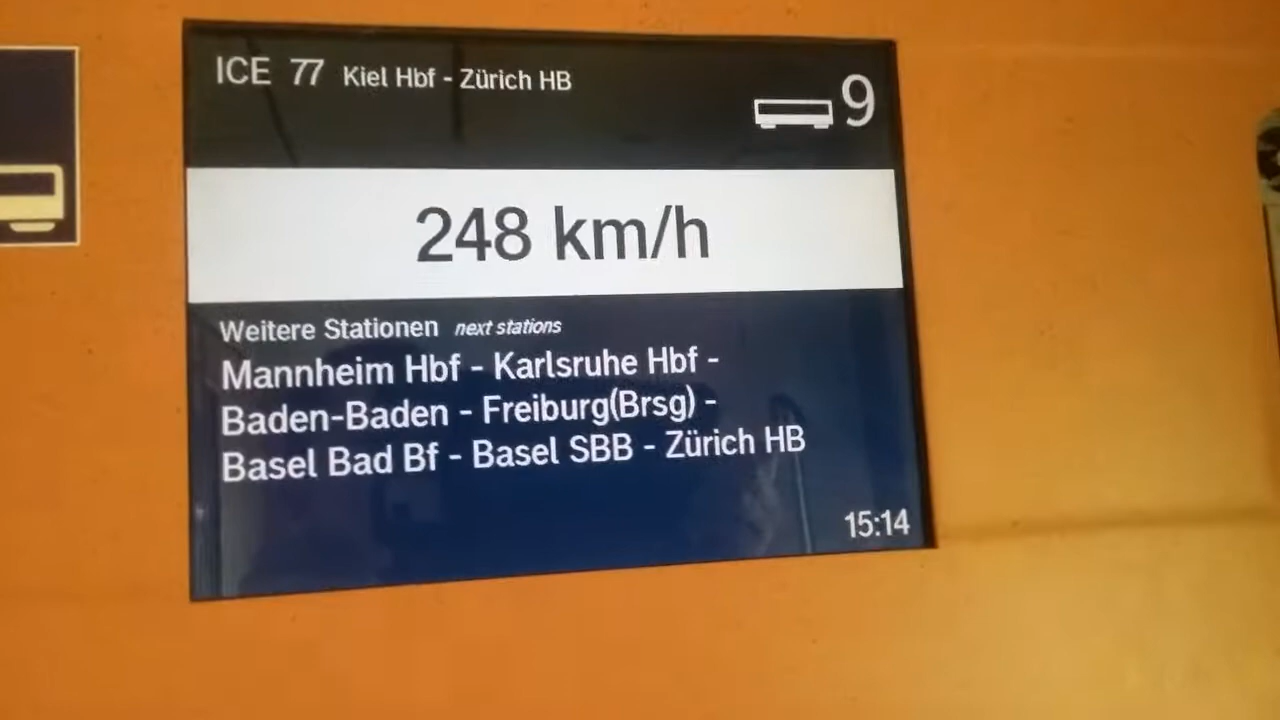 ICE 77 Kiel Hbf - Zürich HB
9
248 km/h
Weitere Stationen next stations
Mannheim Hbf - Karlsruhe Hbf -
Baden-Baden - Freiburg(Brsg) -
Basel Bad Bf - Basel SBB - Zürich HB
15:14